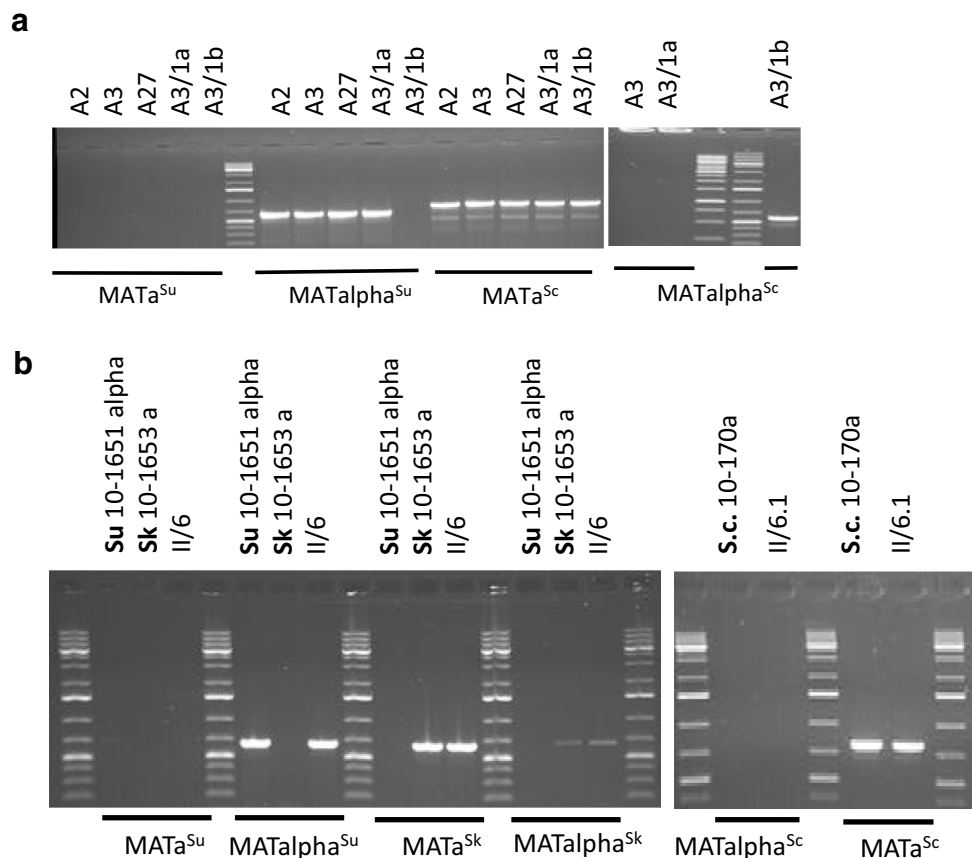 a
A2 A3 A27 A3/1a A3/1b A2 A3 A27 A3/1a A3/1b A2 A3 A27 A3/1a A3/1b A3 A3/1a A3/1b
MATa^Su MATalpha^Su MATa^Sc MATalpha^Sc
b
Su 10-1651 alpha
Sk 10-1653 a
II/6
Su 10-1651 alpha
Sk 10-1653 a
II/6
Su 10-1651 alpha
Sk 10-1653 a
II/6
Su 10-1651 alpha
Sk 10-1653 a
II/6
S.c. 10-170a
II/6.1
S.c. 10-170a
II/6.1
MATa^Su MATalpha^Su MATa^Sk MATalpha^Sk MATalpha^Sc MATa^Sc